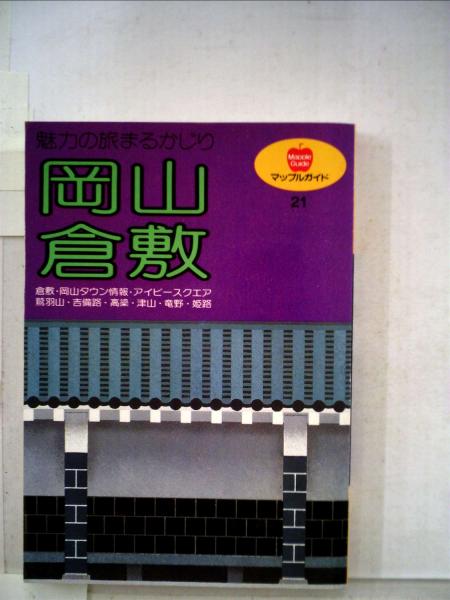 魅力の旅まるかじり
岡山
倉敷
倉敷・岡山タウン情報・アイビースクエア
鷲羽山・吉備路・高梁・津山・竜野・姫路
Mapple
Guide
マップルガイド
21